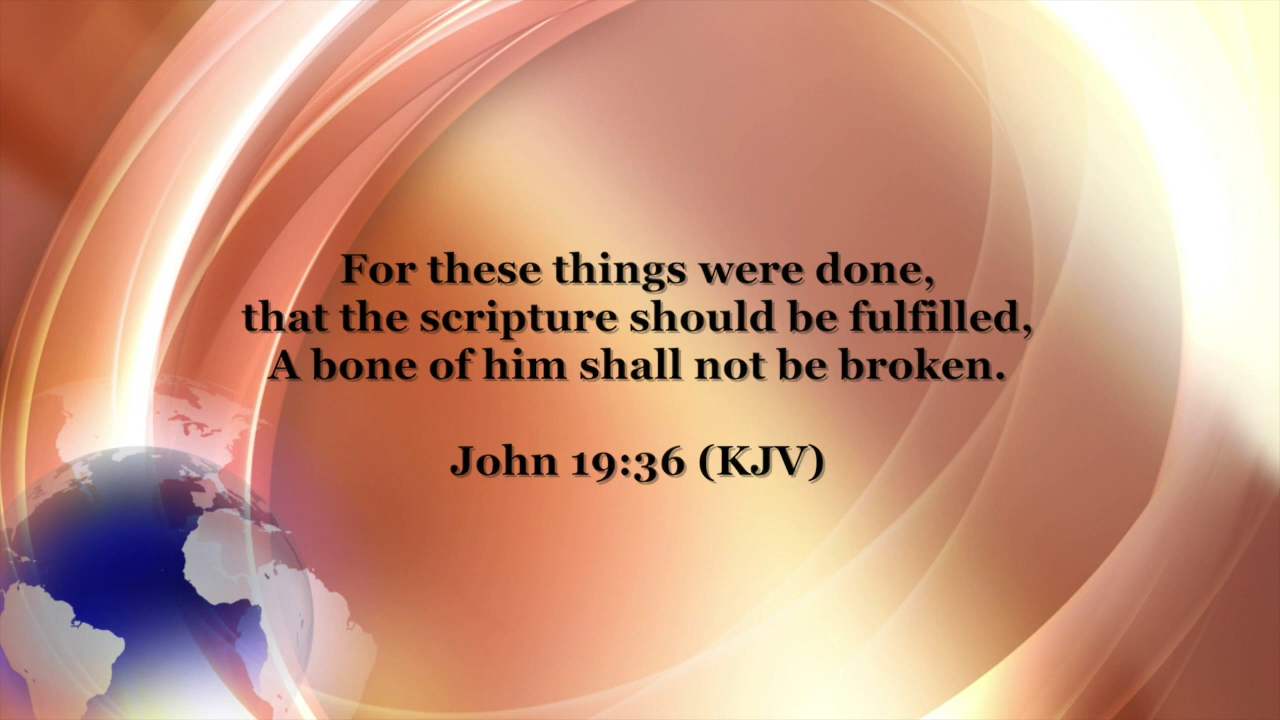 For these things were done,
that the scripture should be fulfilled,
A bone of him shall not be broken.
John 19:36 (KJV)